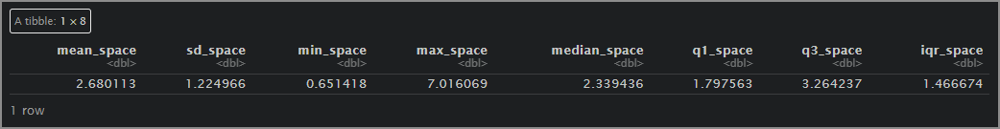 A tibble: 1 × 8
mean_space sd_space min_space max_space median_space q1_space q3_space iqr_space
<dbl> <dbl> <dbl> <dbl> <dbl> <dbl> <dbl> <dbl>
2.680113 1.224966 0.651418 7.016069 2.339436 1.797563 3.264237 1.466674
1 row